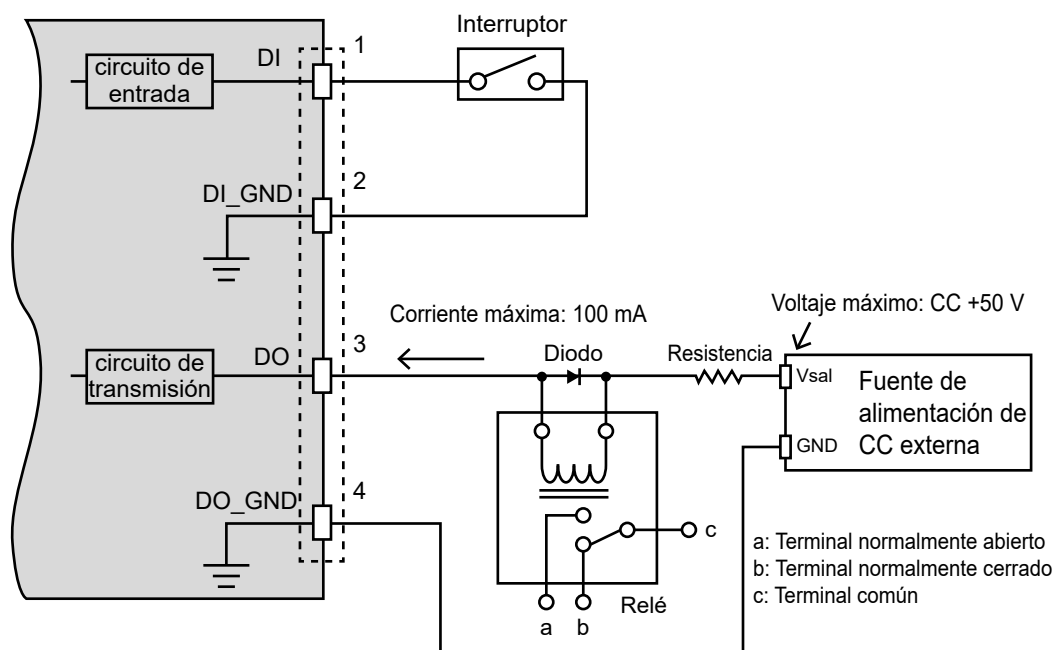 Interruptor
DI
1
circuito de
entrada
2
DI_GND
Voltaje máximo: CC +50 V
Corriente máxima: 100 mA
circuito de
transmisión
DO
3
Diodo
Resistencia
Vsal
GND
Fuente de
alimentación de
CC externa
DO_GND
4
c
a
b
Relé
a: Terminal normalmente abierto
b: Terminal normalmente cerrado
c: Terminal común